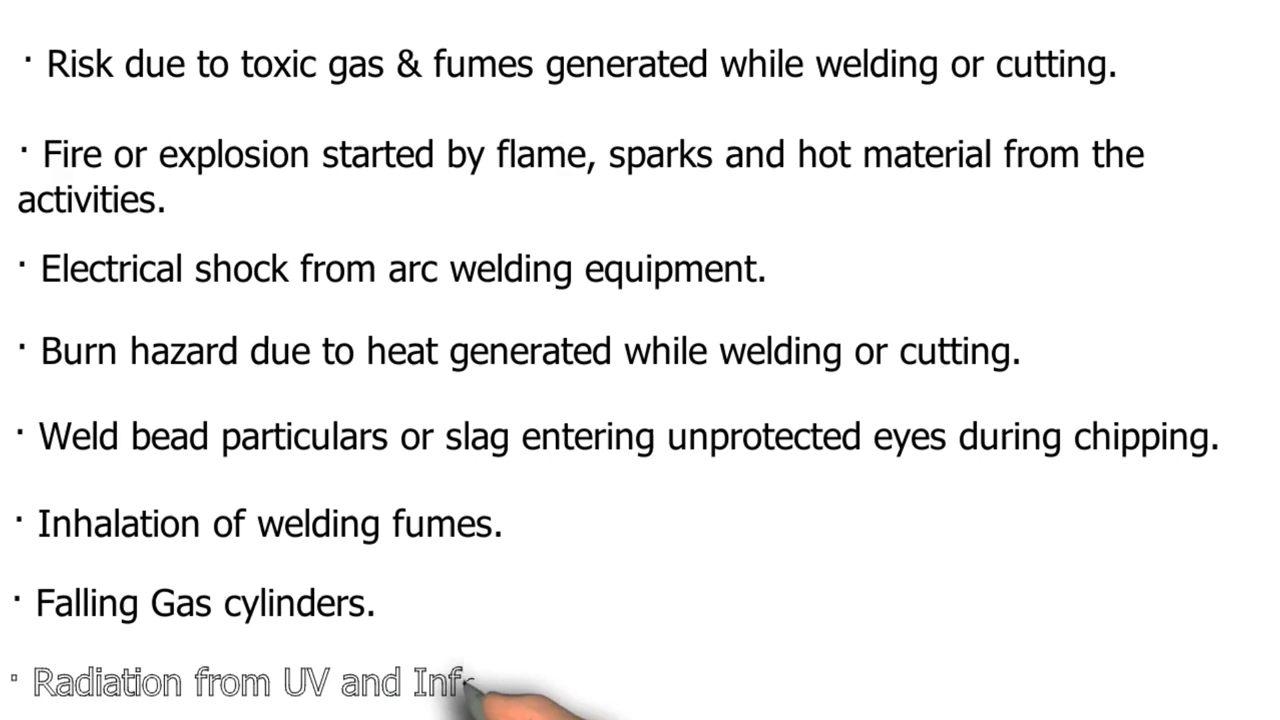 · Risk due to toxic gas & fumes generated while welding or cutting.
· Fire or explosion started by flame, sparks and hot material from the
activities.
· Electrical shock from arc welding equipment.
· Burn hazard due to heat generated while welding or cutting.
· Weld bead particulars or slag entering unprotected eyes during chipping.
· Inhalation of welding fumes.
· Falling Gas cylinders.
· Radiation from UV and Inf